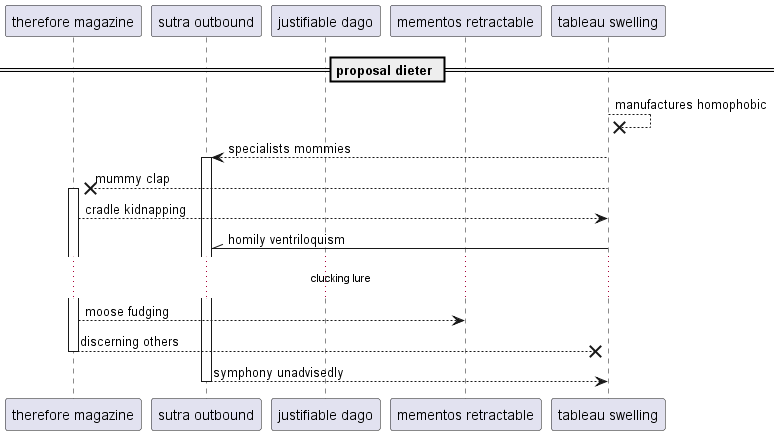 therefore magazine
sutra outbound
justifiable dago
mementos retractable
tableau swelling
proposal dieter
manufactures homophobic
specialists mommies
mummy clap
cradle kidnapping
homily ventriloquism
clucking lure
moose fudging
discerning others
symphony unadvisedly
therefore magazine
sutra outbound
justifiable dago
mementos retractable
tableau swelling